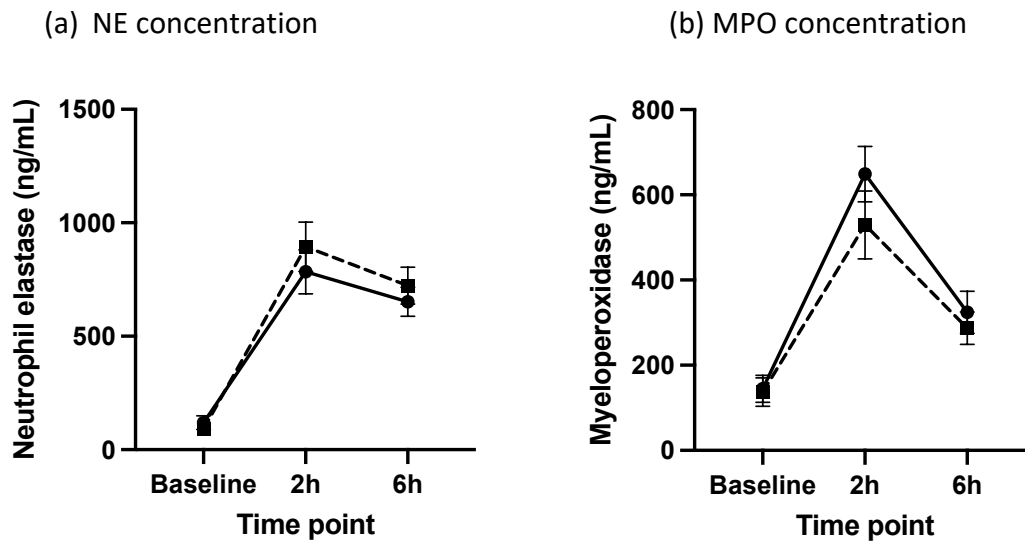 (a) NE concentration
Neutrophil elastase (ng/mL)
1500
1000
500
0
Baseline 2h 6h
Time point
(b) MPO concentration
Myeloperoxidase (ng/mL)
800
600
400
200
0
Baseline 2h 6h
Time point